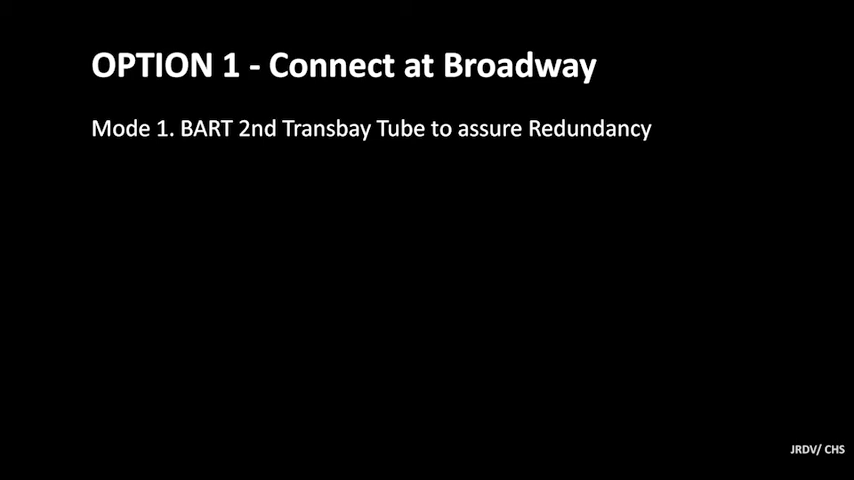 OPTION 1 - Connect at Broadway
Mode 1. BART 2nd Transbay Tube to assure Redundancy
JRDV/ CHS